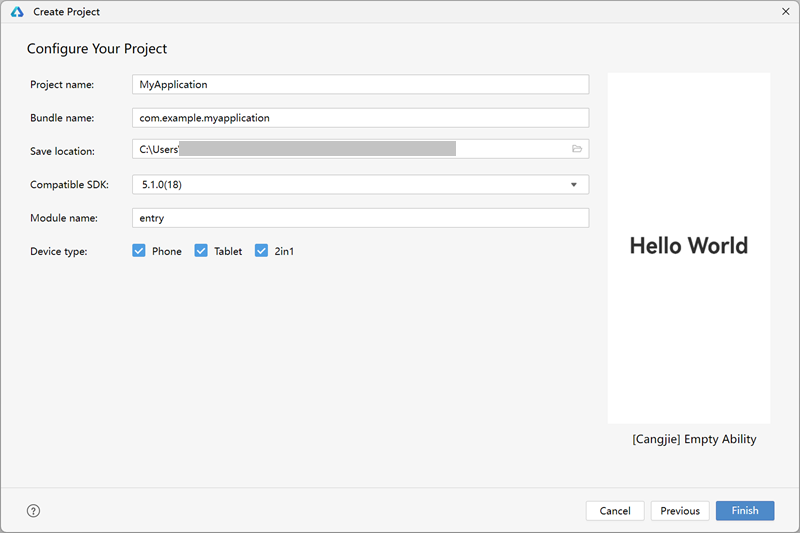 Create Project
Configure Your Project
Project name: MyApplication
Bundle name: com.example.myapplication
Save location: C:\Users
Compatible SDK: 5.1.0(18)
Module name: entry
Device type: Phone Tablet 2in1
Hello World
[Cangjie] Empty Ability
? Cancel Previous Finish